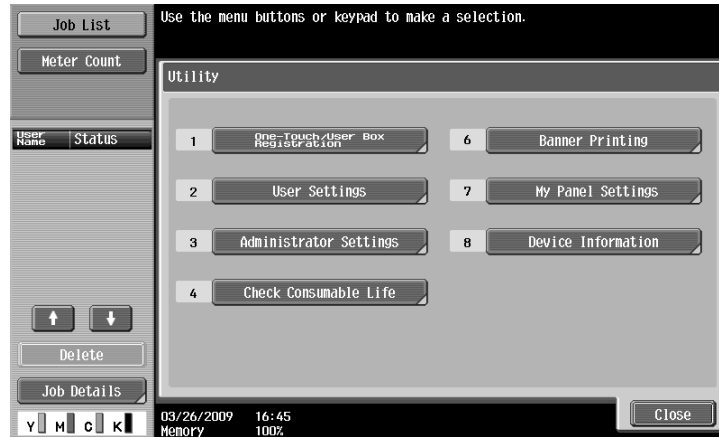 Job List
Use the menu buttons or keypad to make a selection.
Meter Count
Utility
User Name Status
1 One-Touch/User Box Registration
6 Banner Printing
2 User Settings
7 My Panel Settings
3 Administrator Settings
8 Device Information
4 Check Consumable Life
Delete
Job Details
Close
Y M C K
03/26/2009 16:45
Memory 100%